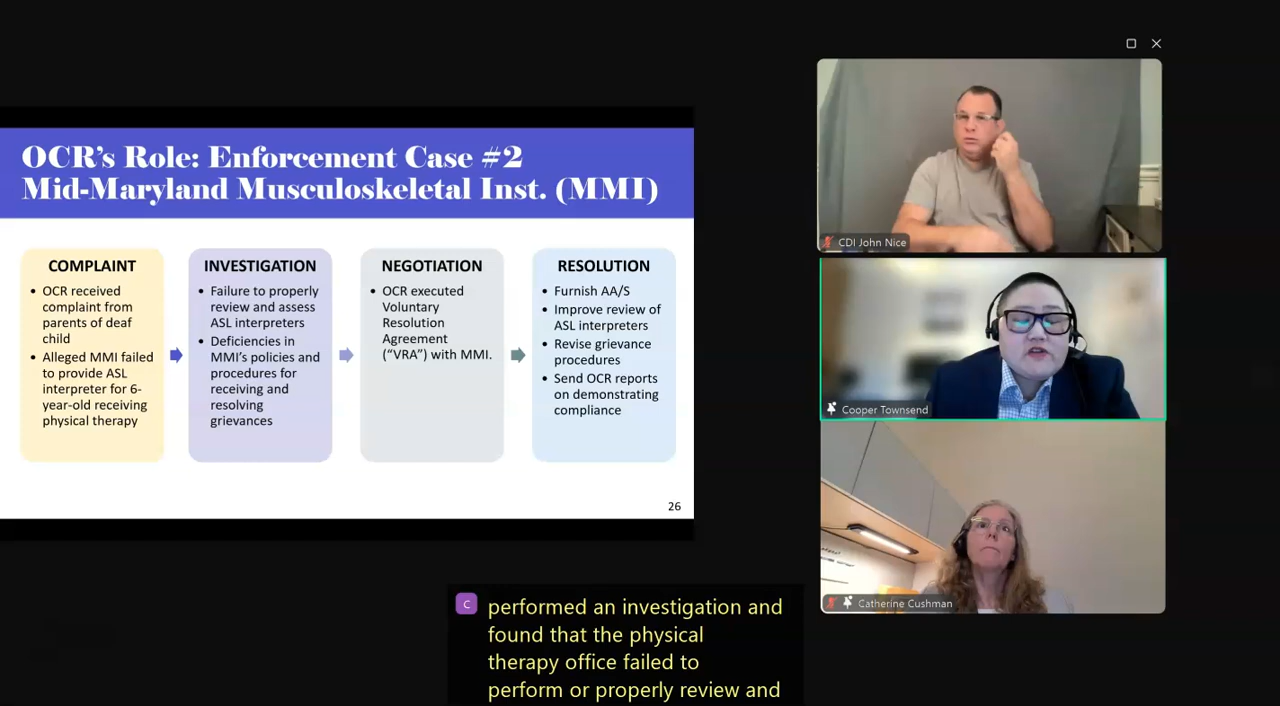 OCR's Role: Enforcement Case #2
Mid-Maryland Musculoskeletal Inst. (MMI)
COMPLAINT
• OCR received
complaint from
parents of deaf
child
• Alleged MMI failed
to provide ASL
interpreter for 6-
year-old receiving
physical therapy
INVESTIGATION
• Failure to properly
review and assess
ASL interpreters
• Deficiencies in
MMI's policies and
procedures for
receiving and
resolving
grievances
NEGOTIATION
• OCR executed
Voluntary
Resolution
Agreement
("VRA") with MMI.
RESOLUTION
• Furnish AA/S
• Improve review of
ASL interpreters
• Revise grievance
procedures
• Send OCR reports
on demonstrating
compliance
26
CDI John Nice
Cooper Townsend
Catherine Cushman
C
performed an investigation and
found that the physical
therapy office failed to
perform or properly review and